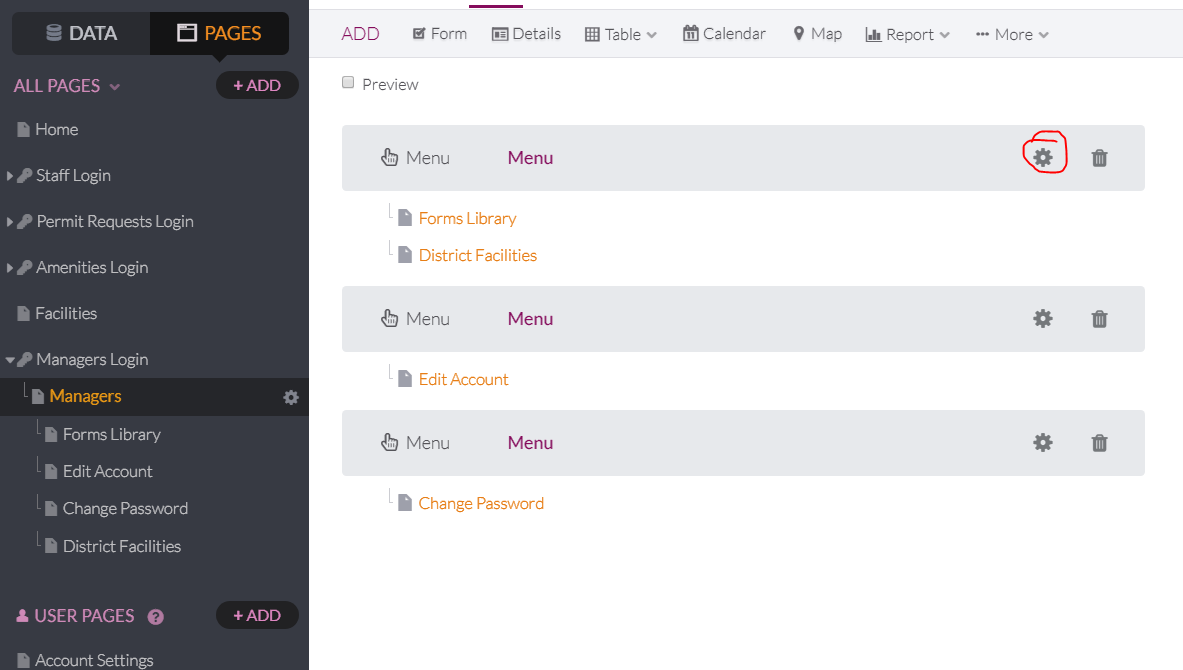 DATA PAGES
ALL PAGES + ADD
Home
Staff Login
Permit Requests Login
Amenities Login
Facilities
Managers Login
Managers
Forms Library
Edit Account
Change Password
District Facilities
USER PAGES ? + ADD
Account Settings
ADD Form Details Table 11 Calendar Map Report More
Preview
Menu Menu
Forms Library
District Facilities
Menu Menu
Edit Account
Menu Menu
Change Password